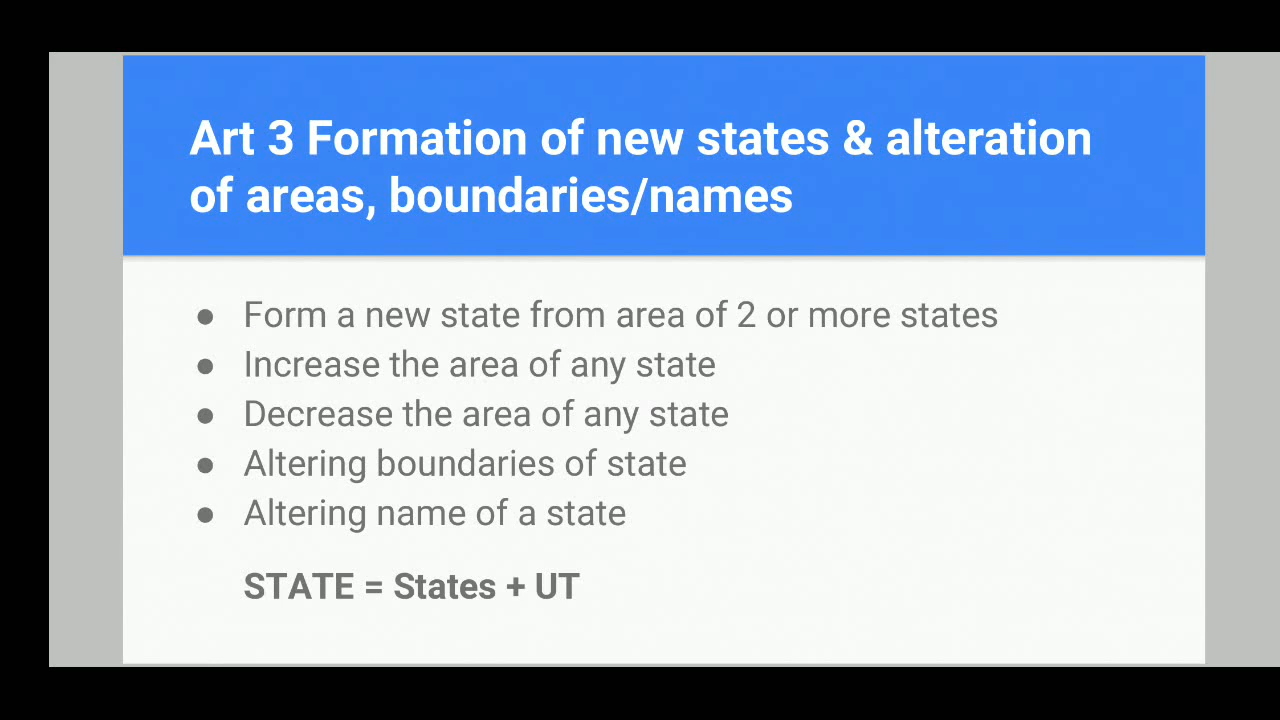 Art 3 Formation of new states & alteration
of areas, boundaries/names
● Form a new state from area of 2 or more states
● Increase the area of any state
● Decrease the area of any state
● Altering boundaries of state
● Altering name of a state
STATE = States + UT